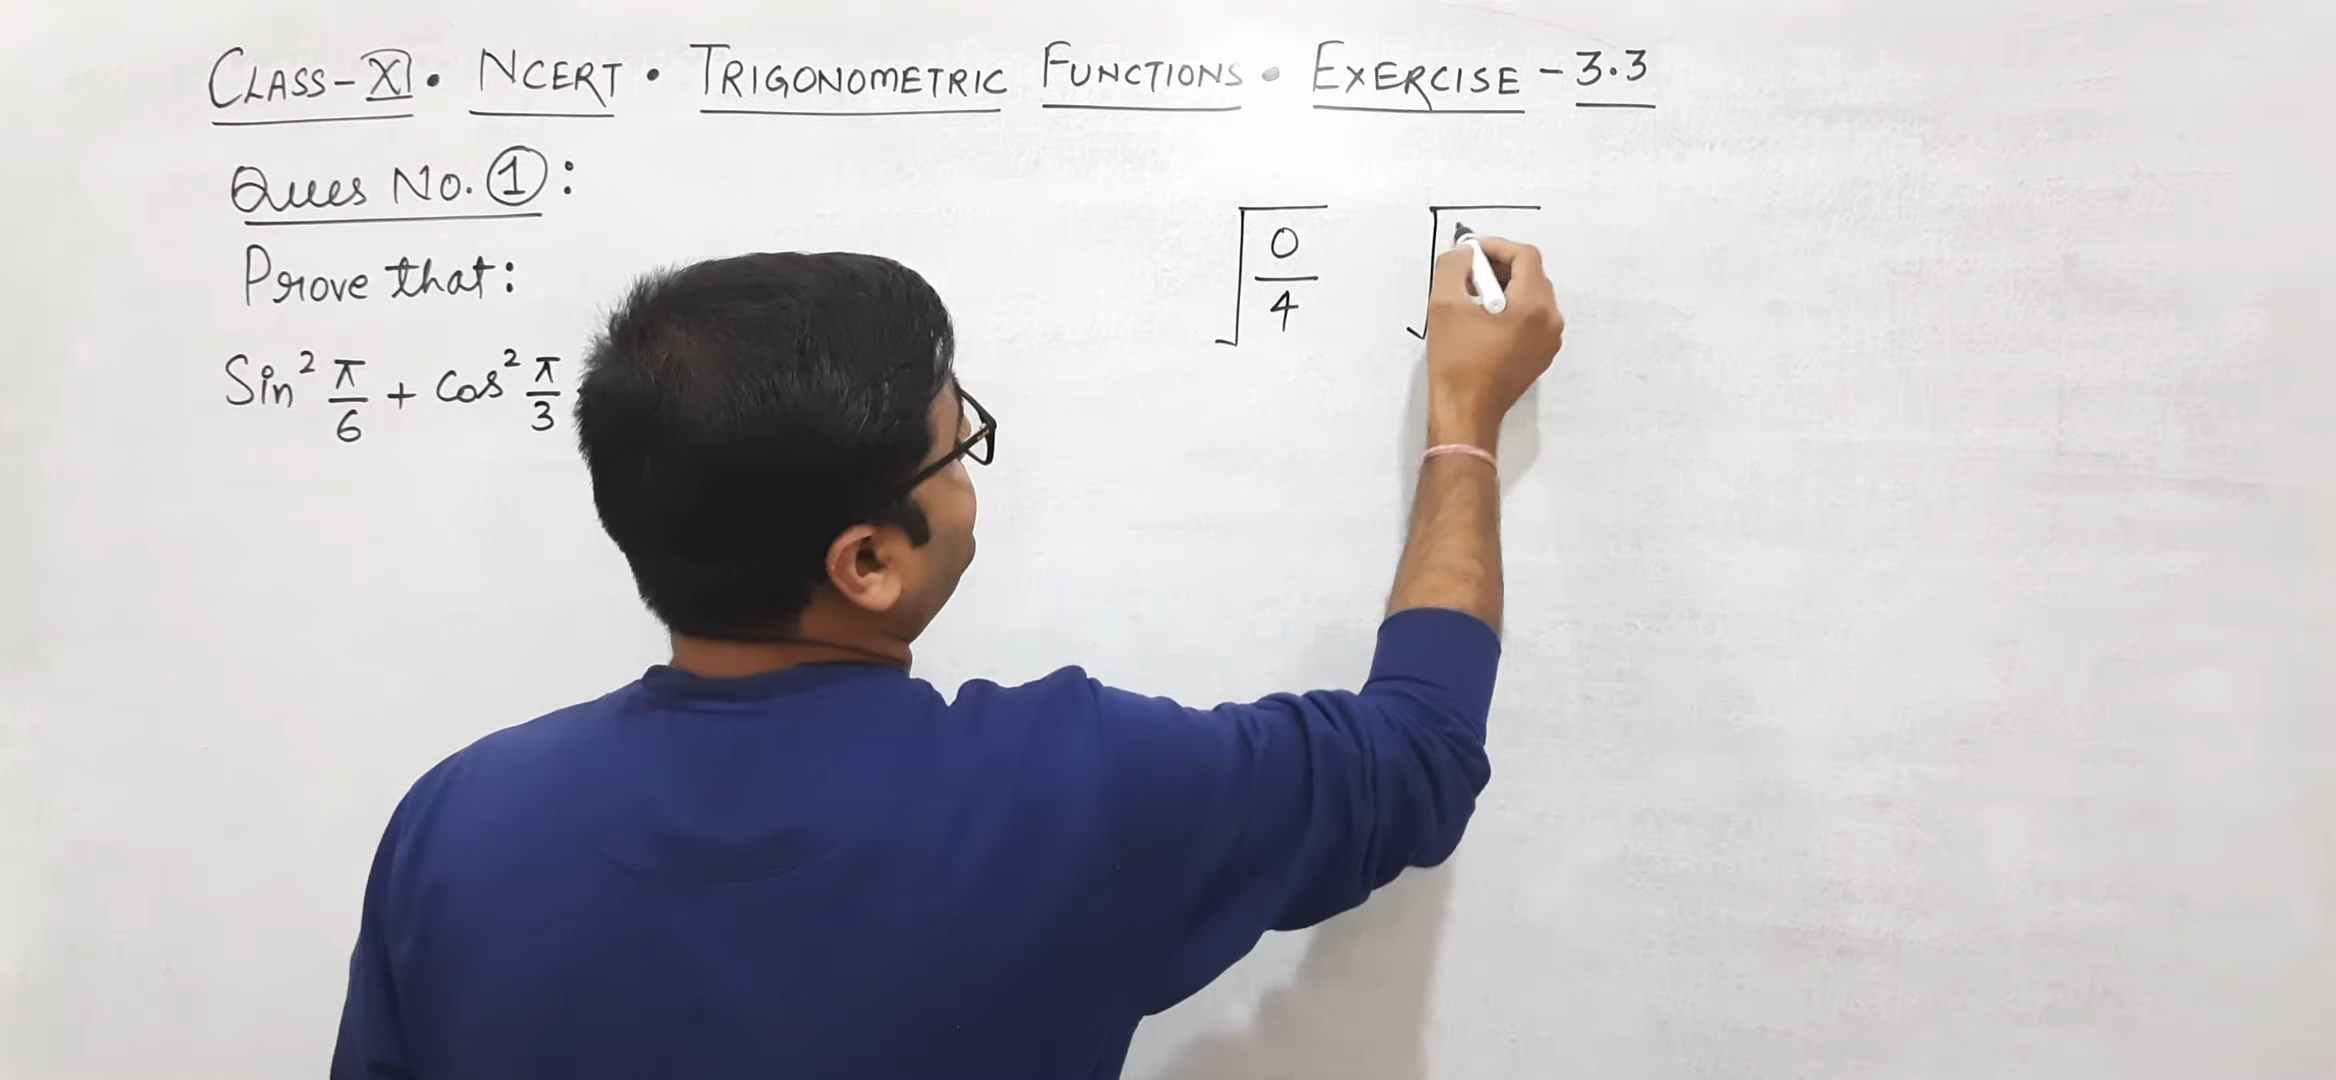 CLASS-XI • NCERT • TRIGONOMETRIC FUNCTIONS • EXERCISE - 3.3
Ques No. ①:
Prove that:
Sin² π/6 + Cos² π/3
√(0/4) √